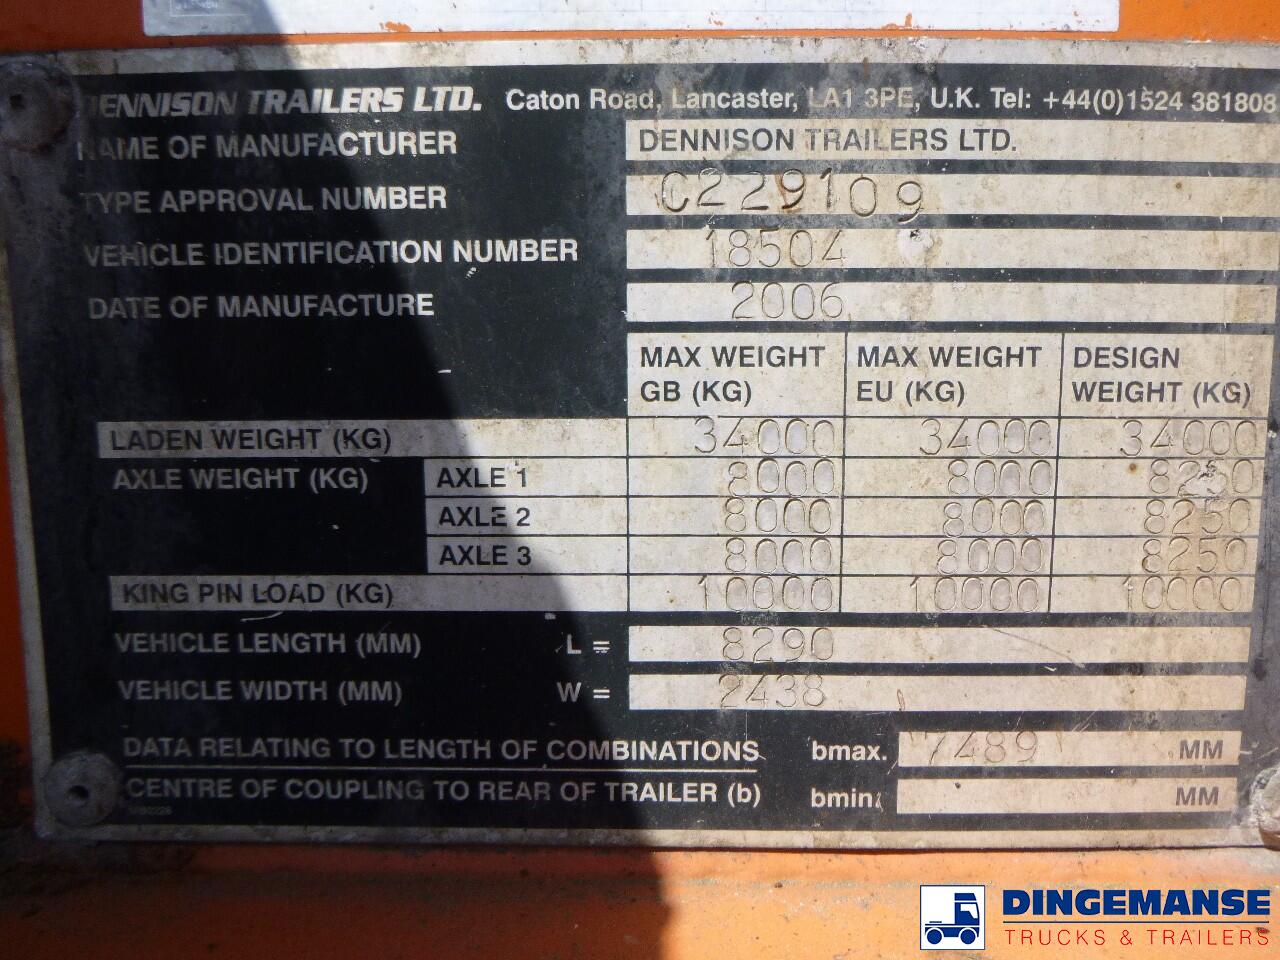 DENNISON TRAILERS LTD. Caton Road, Lancaster, LA1 3PE, U.K. Tel: +44(0)1524 381808
NAME OF MANUFACTURER DENNISON TRAILERS LTD.
TYPE APPROVAL NUMBER C229109
VEHICLE IDENTIFICATION NUMBER 18504
DATE OF MANUFACTURE 2006
MAX WEIGHT GB (KG) MAX WEIGHT EU (KG) DESIGN WEIGHT (KG)
LADEN WEIGHT (KG) 34000 34000 34000
AXLE WEIGHT (KG) AXLE 1 8000 8000 8250
AXLE 2 8000 8000 8250
AXLE 3 8000 8000 8250
KING PIN LOAD (KG) 10000 10000 10000
VEHICLE LENGTH (MM) L = 8290
VEHICLE WIDTH (MM) W = 2438
DATA RELATING TO LENGTH OF COMBINATIONS bmax. 7489 MM
CENTRE OF COUPLING TO REAR OF TRAILER (b) bmin. MM
DINGEMANSE
TRUCKS & TRAILERS